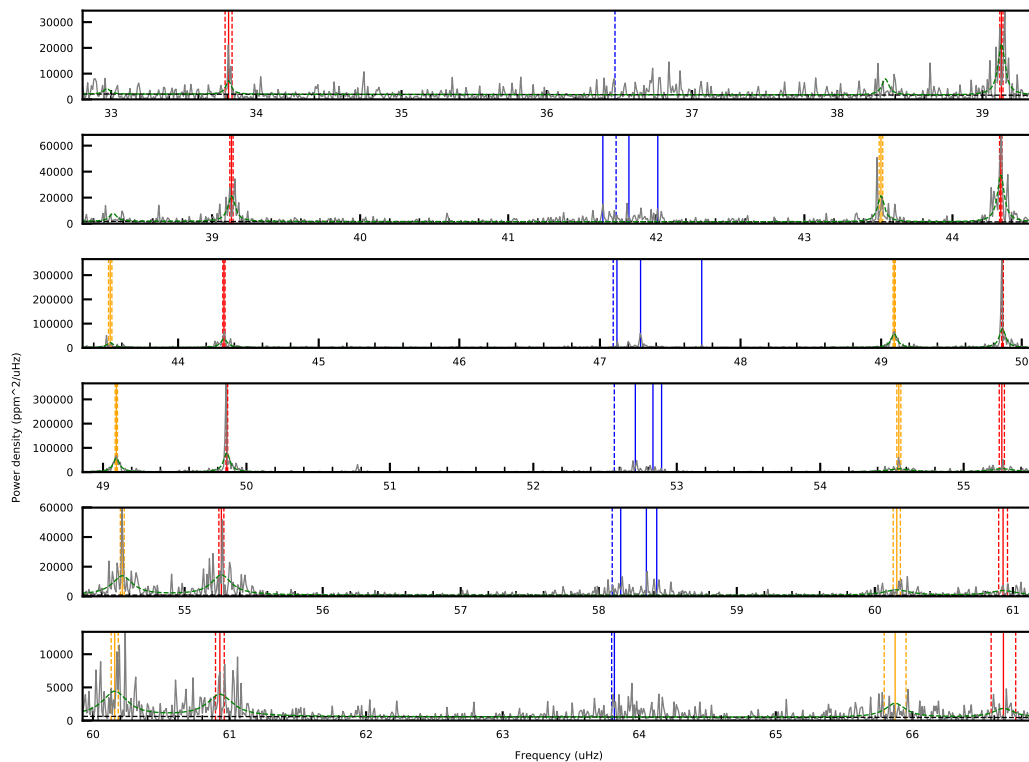 30000
20000
10000
0
33 34 35 36 37 38 39
60000
40000
20000
0
39 40 41 42 43 44
300000
200000
100000
0
44 45 46 47 48 49 50
Power density (ppm^2/uHz)
300000
200000
100000
0
49 50 51 52 53 54 55
60000
40000
20000
0
55 56 57 58 59 60 61
10000
5000
0
60 61 62 63 64 65 66
Frequency (uHz)